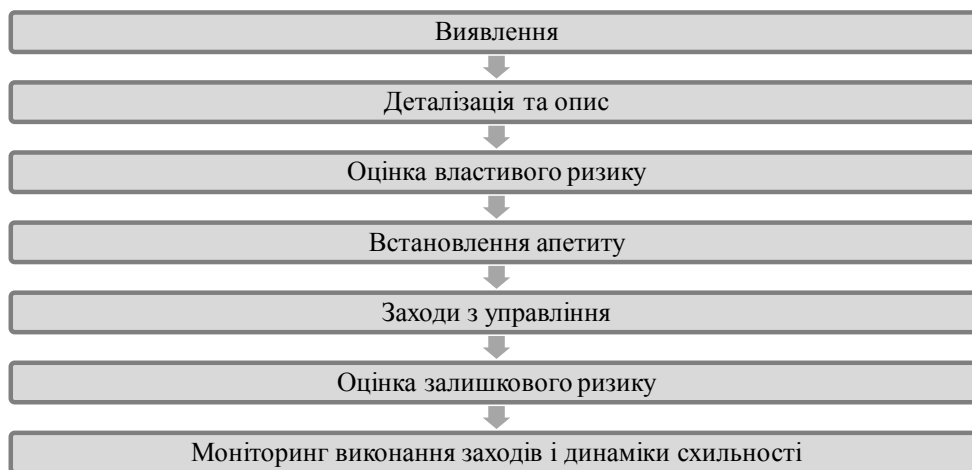 Виявлення
Деталізація та опис
Оцінка властивого ризику
Встановлення апетиту
Заходи з управління
Оцінка залишкового ризику
Моніторинг виконання заходів і динаміки схильності